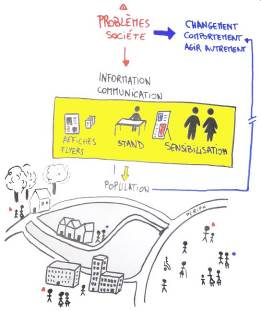 PROBLÈMES
SOCIÉTÉ
CHANGEMENT
COMPORTEMENT
AGIR AUTREMENT
INFORMATION
COMMUNICATION
AFFICHES
FLYERS
STAND
SENSIBILISATION
POPULATION